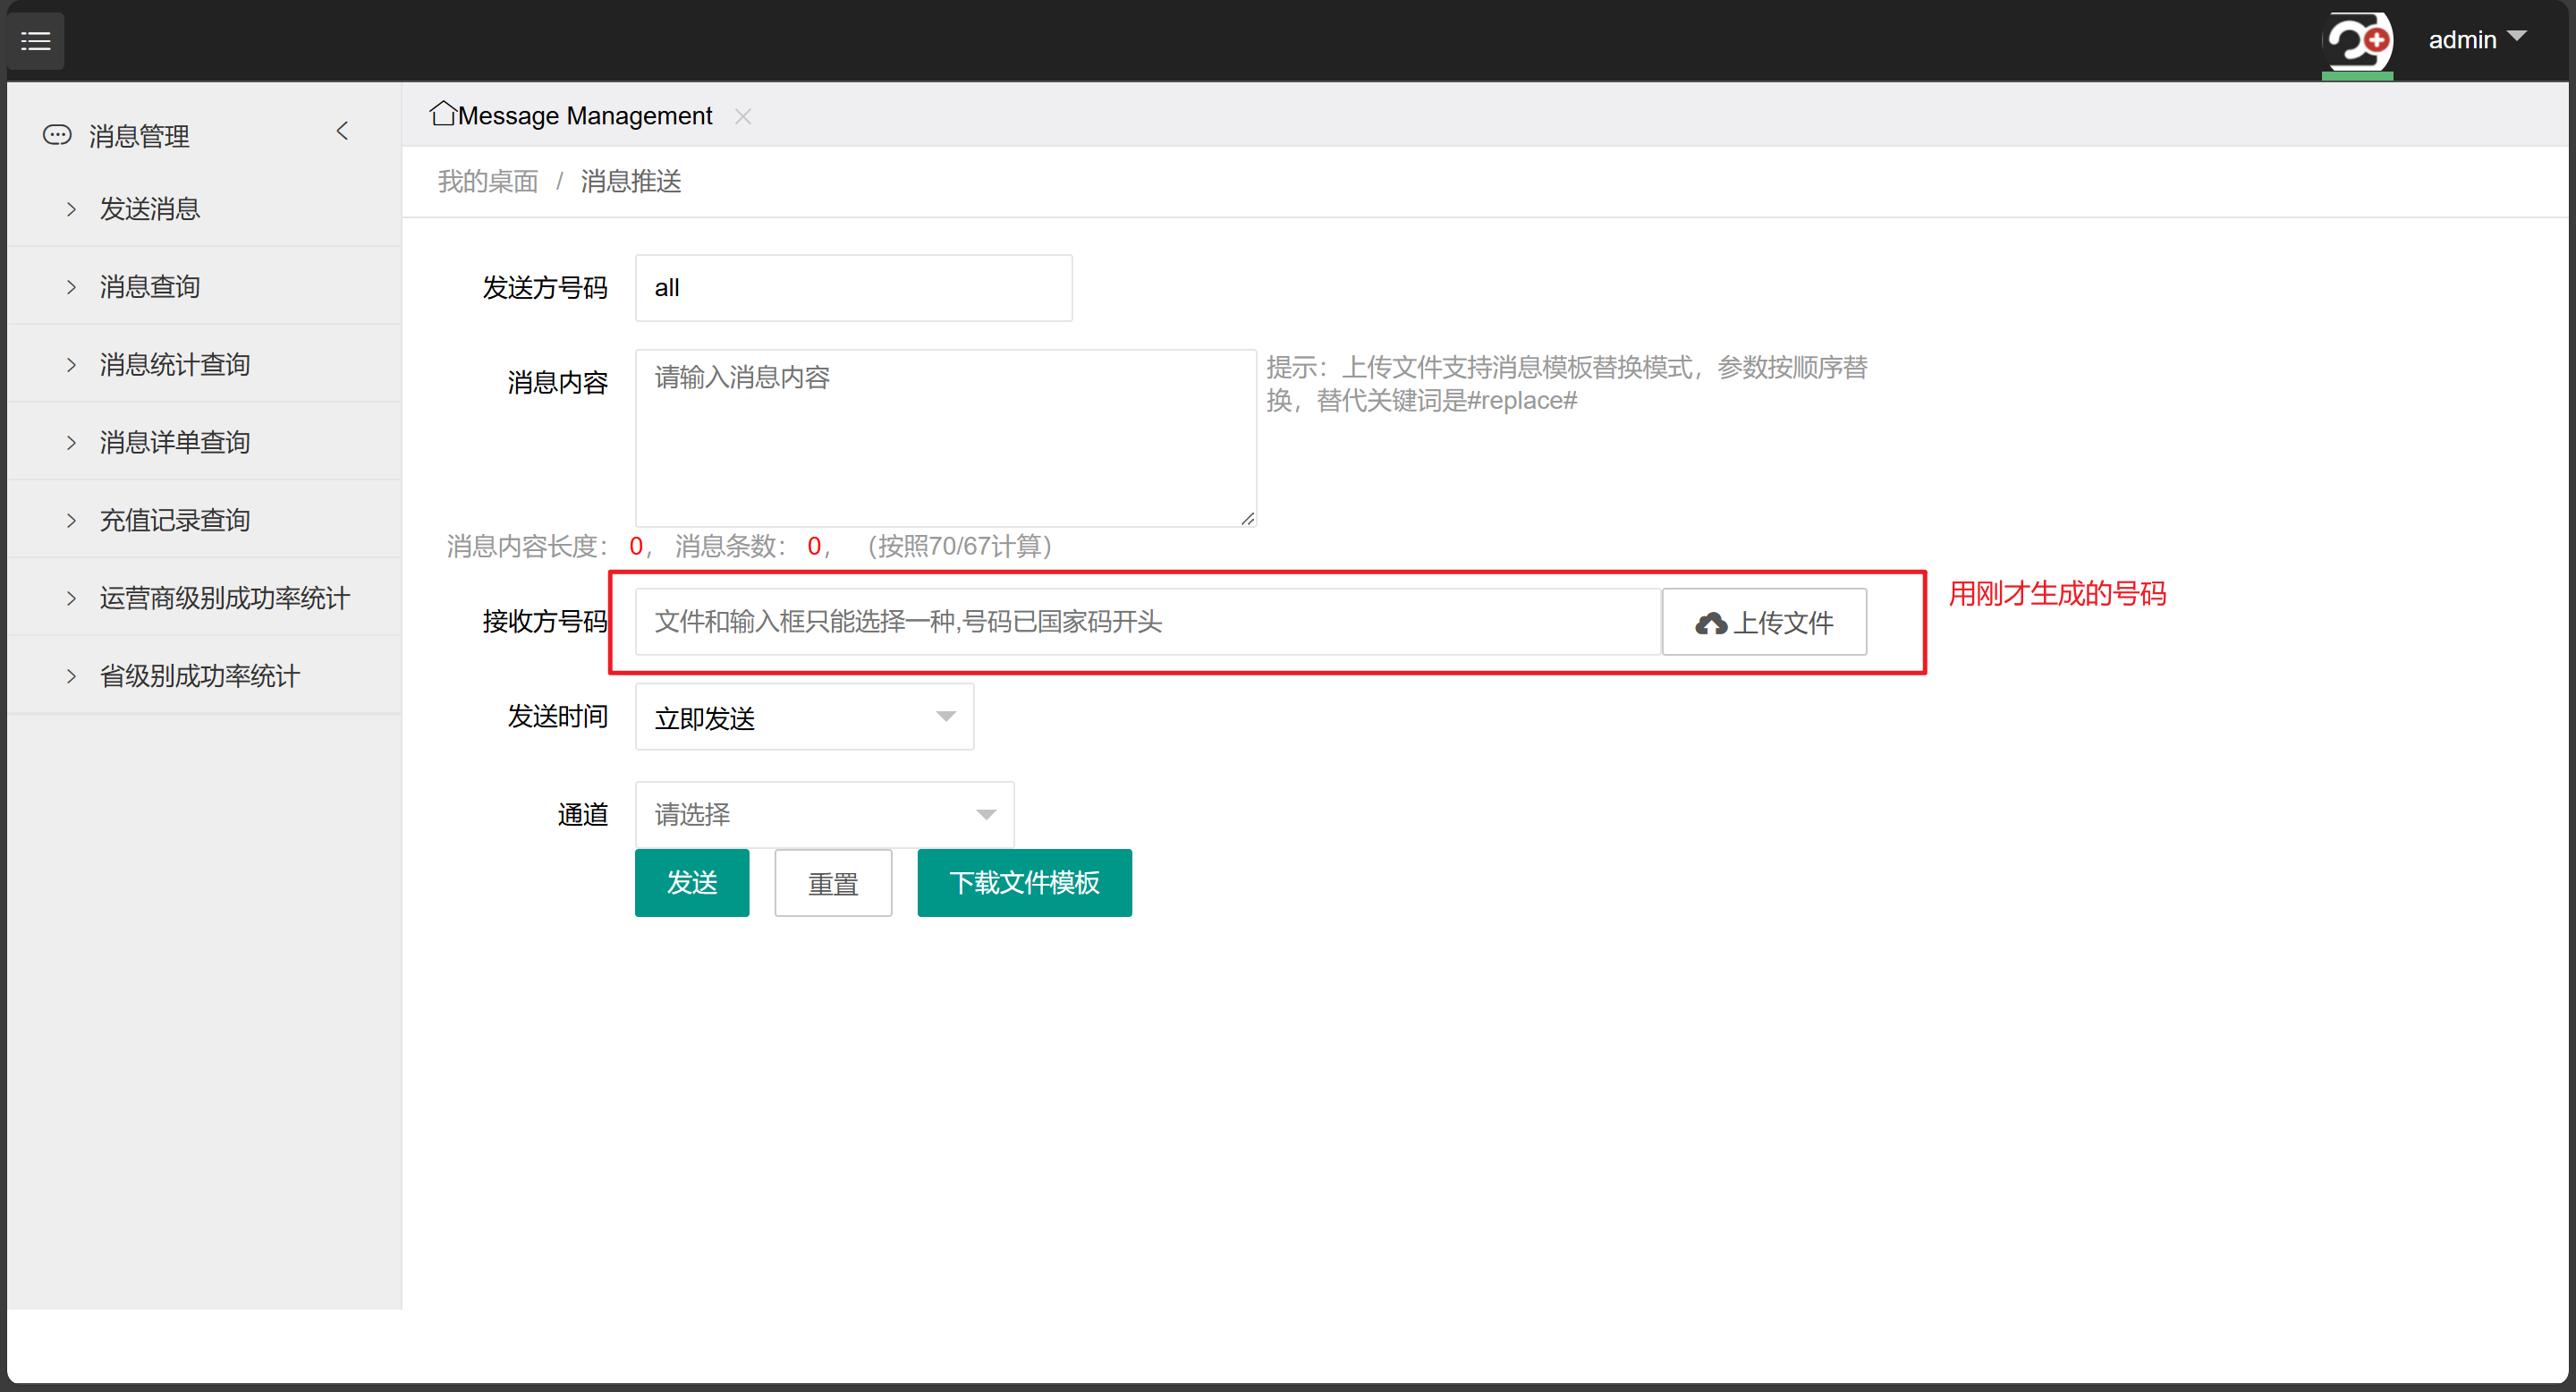 admin
消息管理
发送消息
消息查询
消息统计查询
消息详单查询
充值记录查询
运营商级别成功率统计
省级别成功率统计
Message Management
我的桌面 / 消息推送
发送方号码 all
消息内容 请输入消息内容
提示：上传文件支持消息模板替换模式，参数按顺序替
换，替代关键词是#replace#
消息内容长度： 0， 消息条数： 0， （按照70/67计算）
接收方号码 文件和输入框只能选择一种,号码已国家码开头 上传文件
用刚才生成的号码
发送时间 立即发送
通道 请选择
发送 重置 下载文件模板